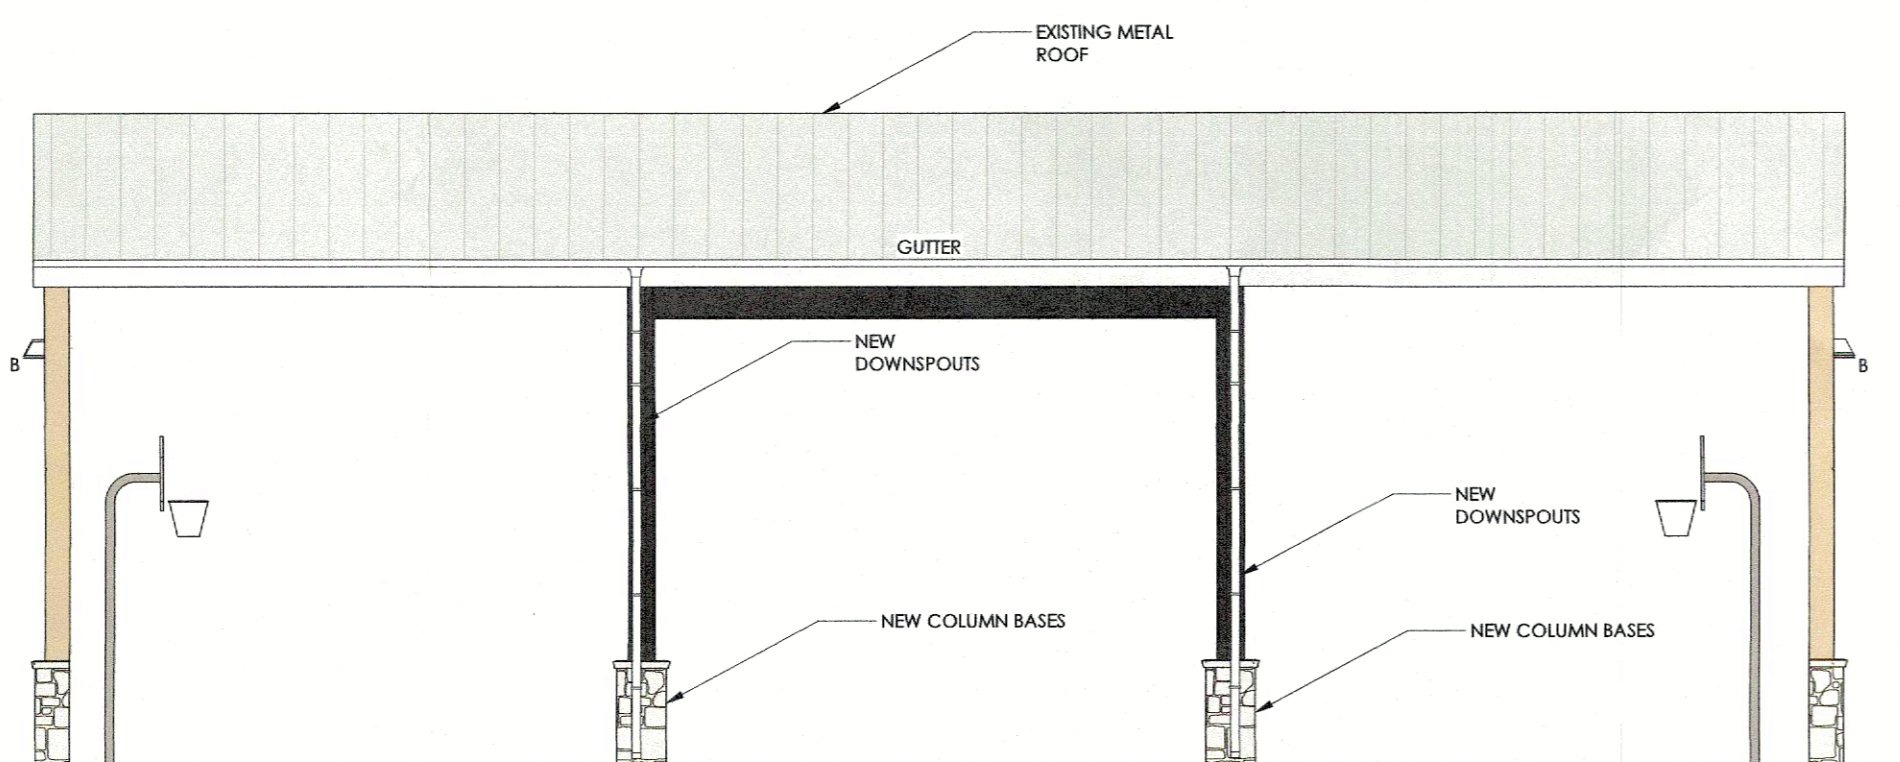 EXISTING METAL
ROOF
GUTTER
NEW
DOWNSPOUTS
B
B
NEW
DOWNSPOUTS
NEW COLUMN BASES
NEW COLUMN BASES